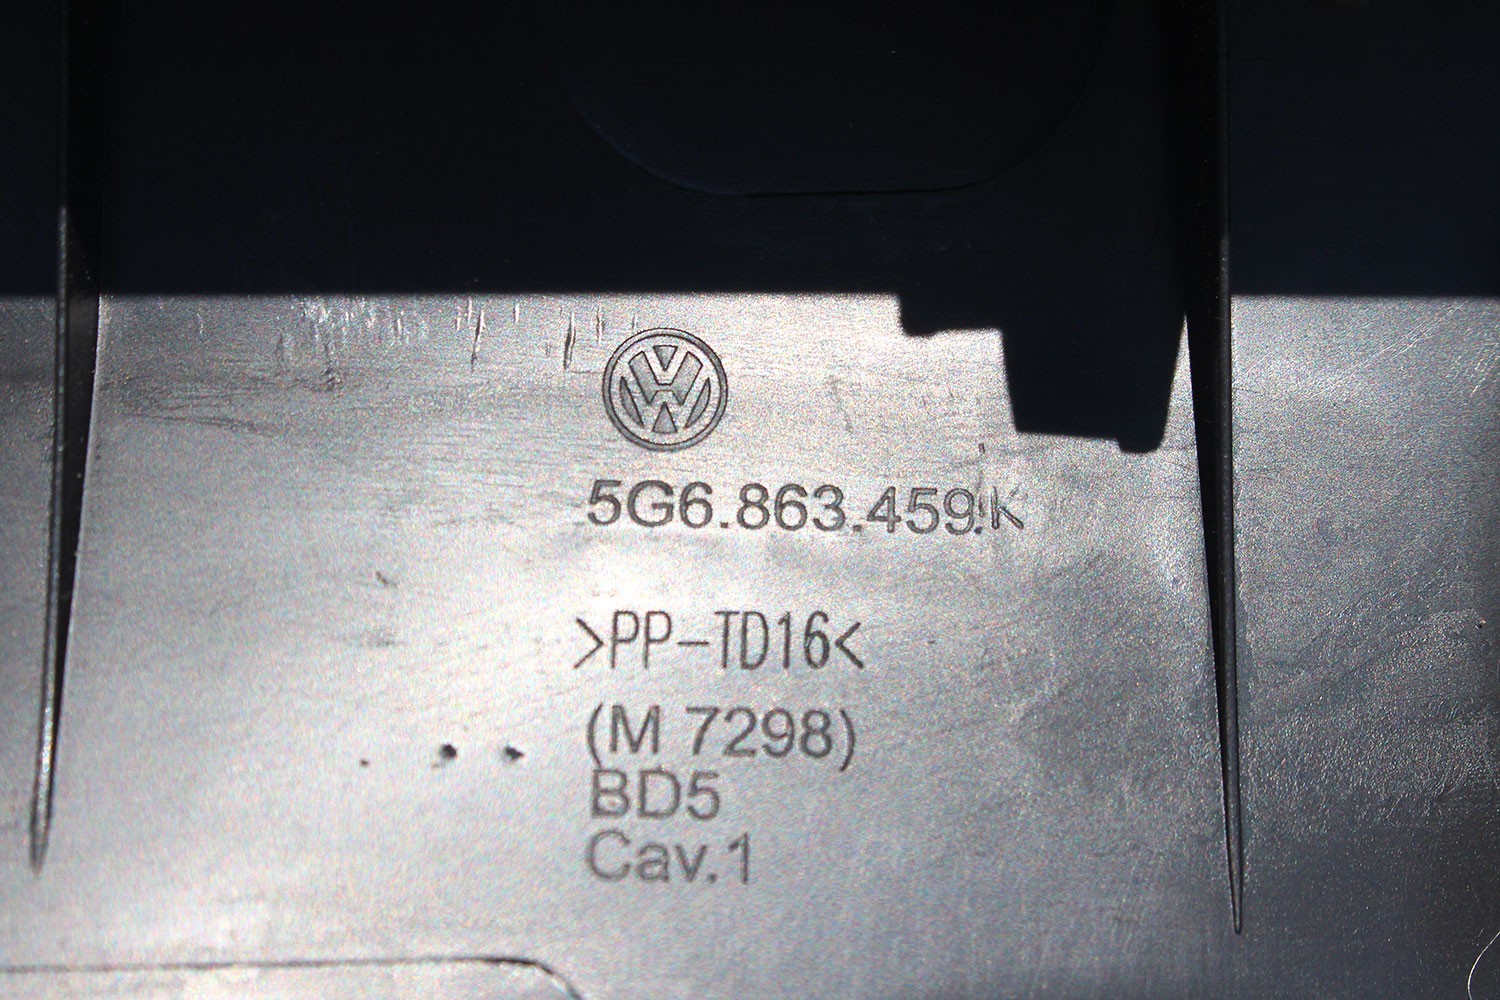 5G6.863.459.K
>PP-TD16<
(M 7298)
BD5
Cav.1